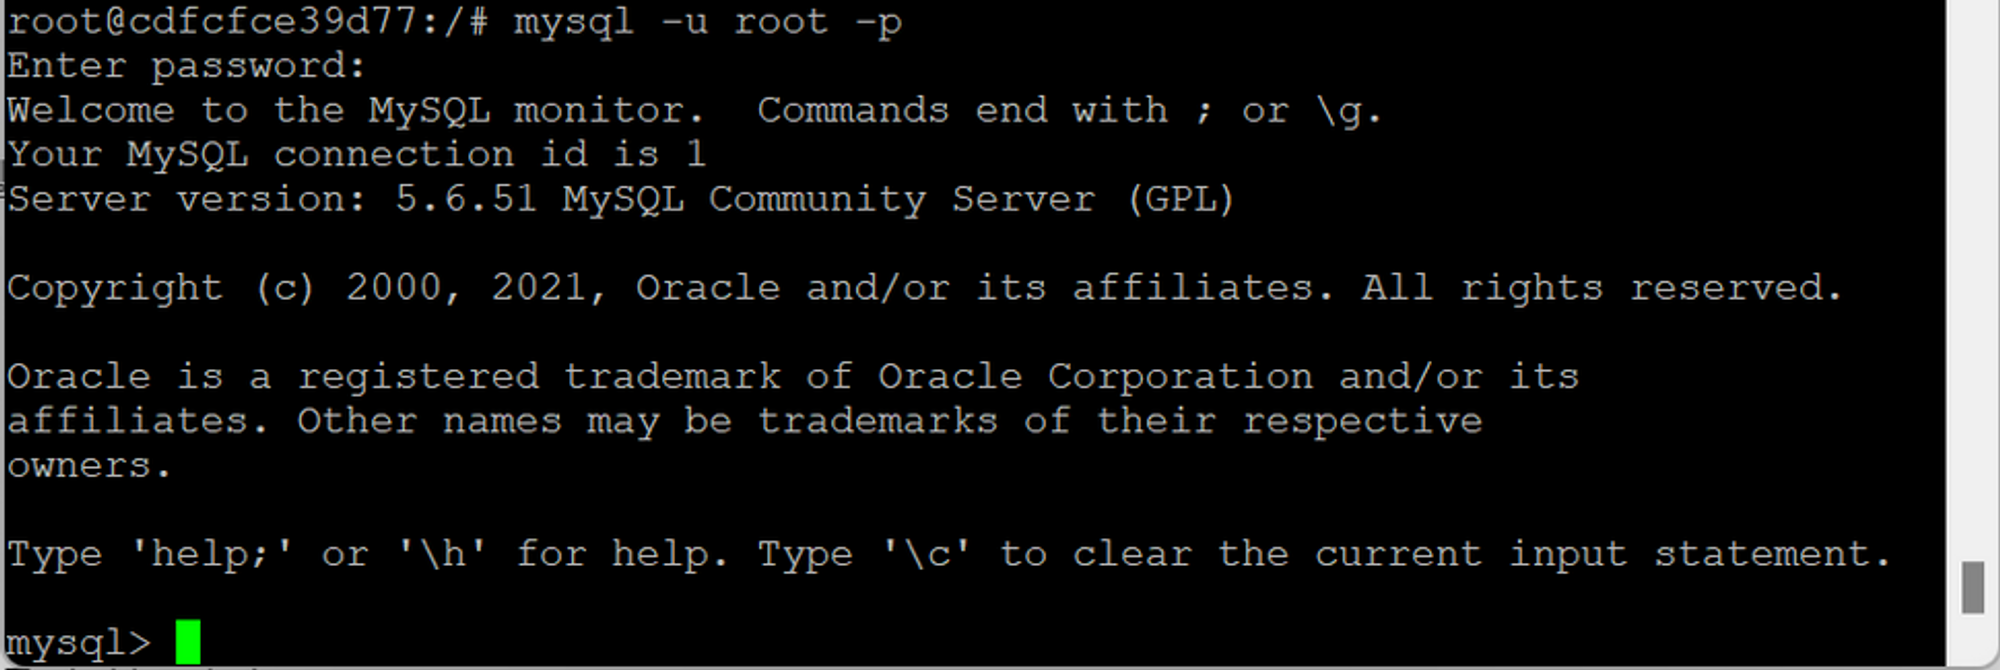 root@cdfcfce39d77:/# mysql -u root -p
Enter password:
Welcome to the MySQL monitor.  Commands end with ; or \g.
Your MySQL connection id is 1
Server version: 5.6.51 MySQL Community Server (GPL)
Copyright (c) 2000, 2021, Oracle and/or its affiliates. All rights reserved.
Oracle is a registered trademark of Oracle Corporation and/or its
affiliates. Other names may be trademarks of their respective
owners.
Type 'help;' or '\h' for help. Type '\c' to clear the current input statement.
mysql>